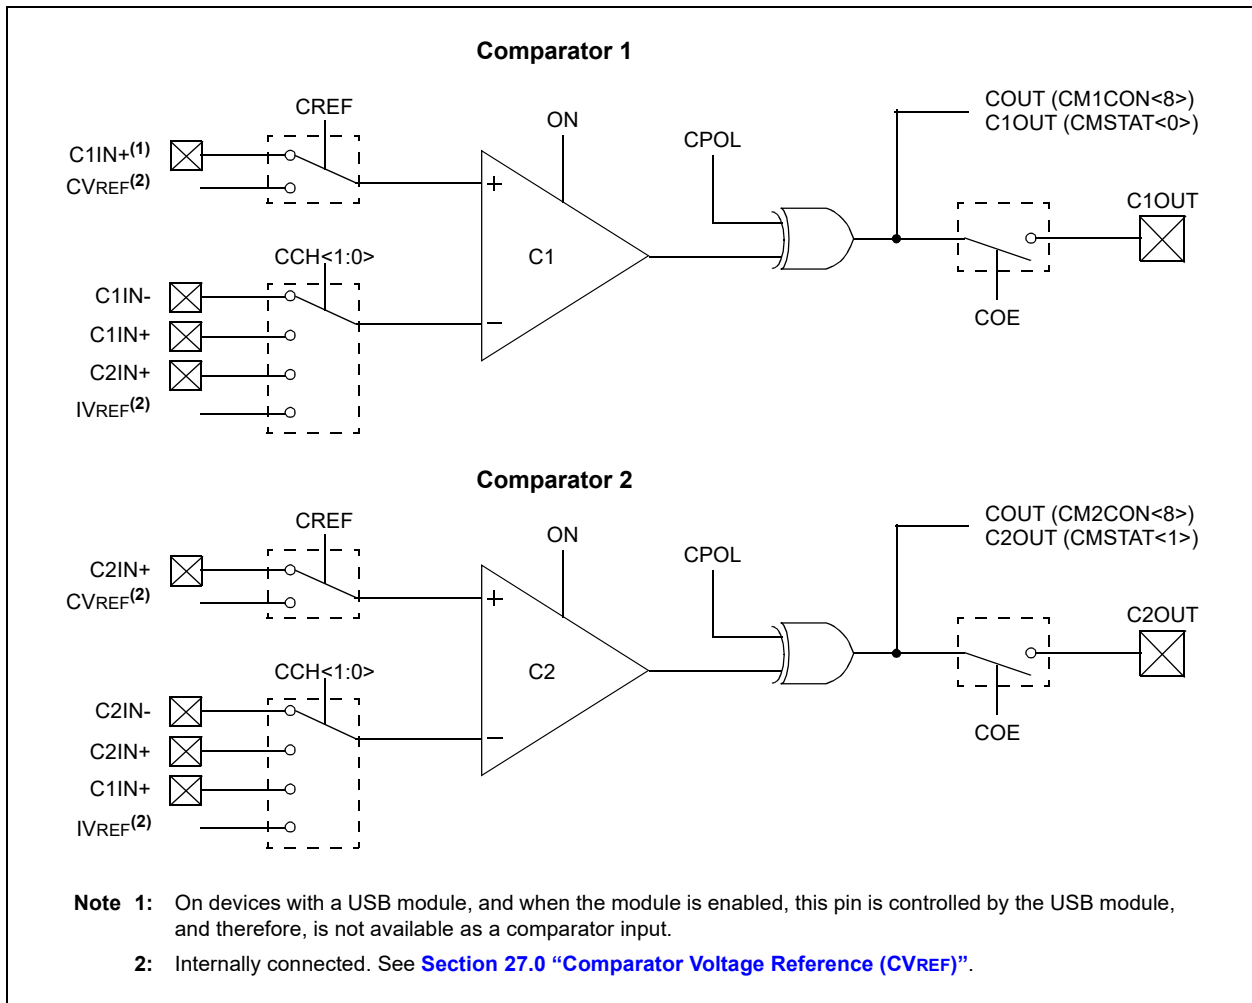 Comparator 1
CREF
ON
COUT (CM1CON<8>)
C1OUT (CMSTAT<0>)
CPOL
C1IN+(1)
CVREF(2)
C1OUT
+
CCH<1:0>
C1
C1IN-
C1IN+
C2IN+
IVREF(2)
−
COE
Comparator 2
CREF
ON
COUT (CM2CON<8>)
C2OUT (CMSTAT<1>)
CPOL
C2IN+
CVREF(2)
C2OUT
+
CCH<1:0>
C2
C2IN-
C2IN+
C1IN+
IVREF(2)
−
COE
Note 1: On devices with a USB module, and when the module is enabled, this pin is controlled by the USB module,
and therefore, is not available as a comparator input.
2: Internally connected. See Section 27.0 “Comparator Voltage Reference (CVREF)”.